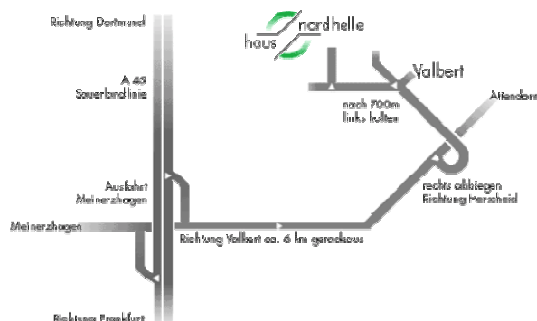 Richtung Dortmund
haus nordhelle
Valbert
A 45
Sauerlandlinie
nach 700m
links halten
Attendorn
Ausfahrt
Meinerzhagen
rechts abbiegen
Richtung Herscheid
Meinerzhagen
Richtung Valbert ca. 6 km geradeaus
Richtung Frankfurt